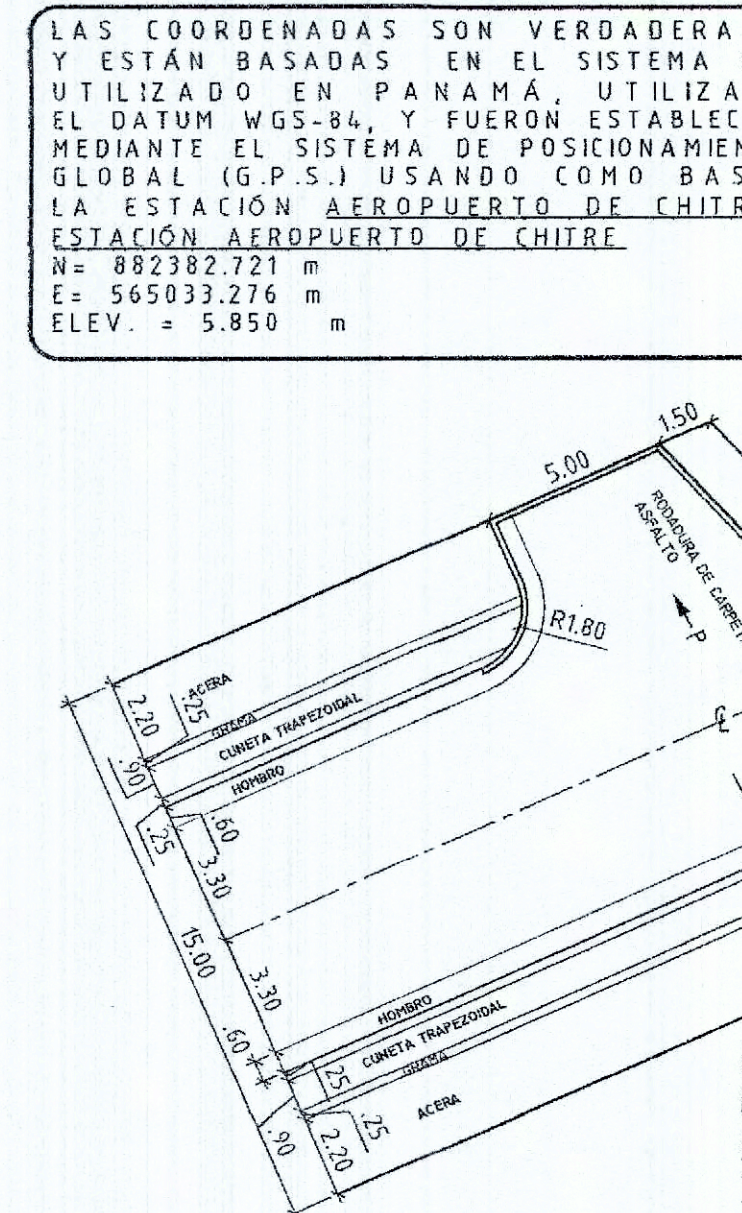 LAS COORDENADAS SON VERDADERA
Y ESTÁN BASADAS EN EL SISTEMA
UTILIZADO EN PANAMÁ, UTILIZA
EL DATUM WGS-84, Y FUERON ESTABLEC
MEDIANTE EL SISTEMA DE POSICIONAMIEN
GLOBAL (G.P.S.) USANDO COMO BAS
LA ESTACIÓN AEROPUERTO DE CHITR
ESTACIÓN AEROPUERTO DE CHITRE
N= 882382.721 m
E= 565033.276 m
ELEV. = 5.850 m
1.50
5.00
RODADURA DE CARPET
ASFALTO
P
R1.80
ACERA
2.20
.25
GRAMA
CUNETA TRAPEZOIDAL
.90
HOMBRO
.60
.25
3.30
℄
15.00
3.30
HOMBRO
.60
CUNETA TRAPEZOIDAL
.25
GRAMA
ACERA
.25
.90
2.20